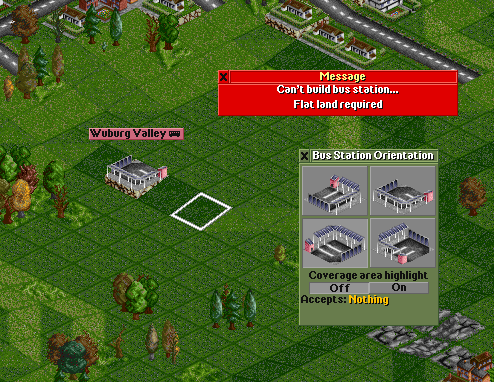 Message
Can't build bus station...
Flat land required
Wuburg Valley
X Bus Station Orientation
Coverage area highlight
Off On
Accepts: Nothing